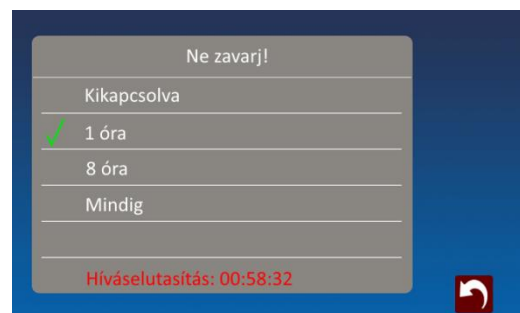 Ne zavarj!
Kikapcsolva
1 óra
8 óra
Mindig
Híváselutasítás: 00:58:32